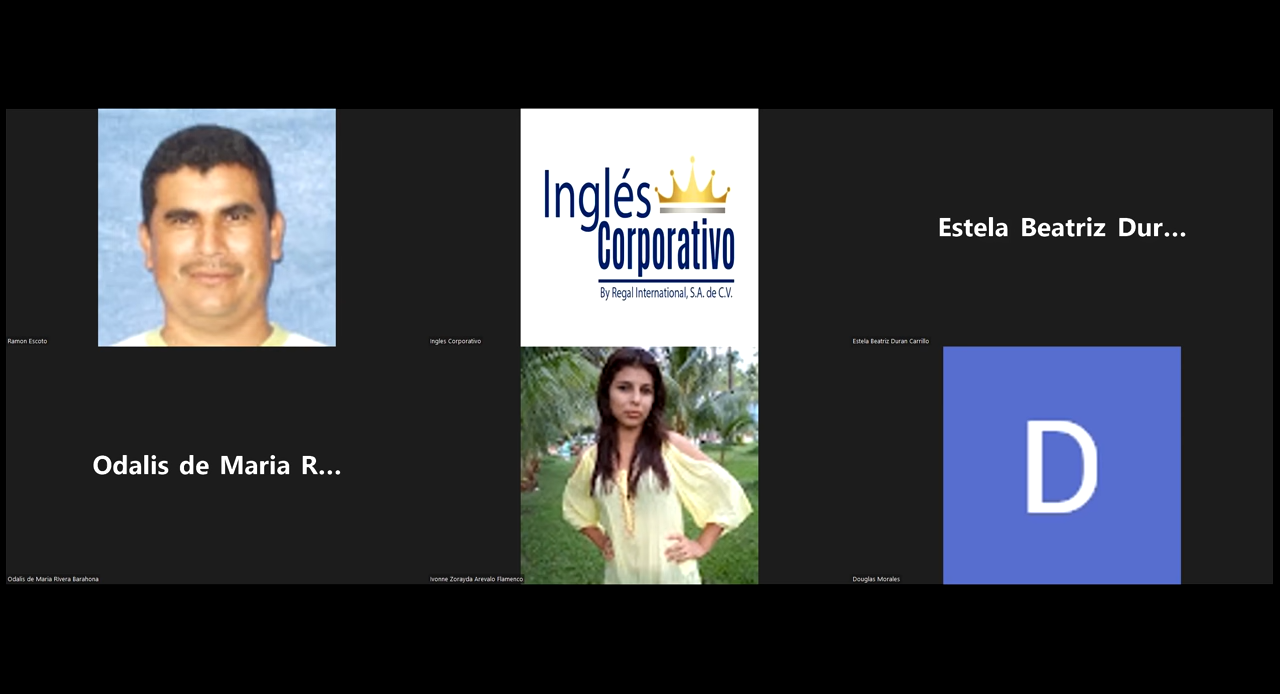 Inglés
Corporativo
By Regal International, S.A. de C.V.
Estela Beatriz Dur...
Ramon Escoto
Ingles Corporativo
Estela Beatriz Duran Carrillo
Odalis de Maria R...
D
Odalis de Maria Rivera Barahona
Ivonne Zorayda Arevalo Flamenco
Douglas Morales